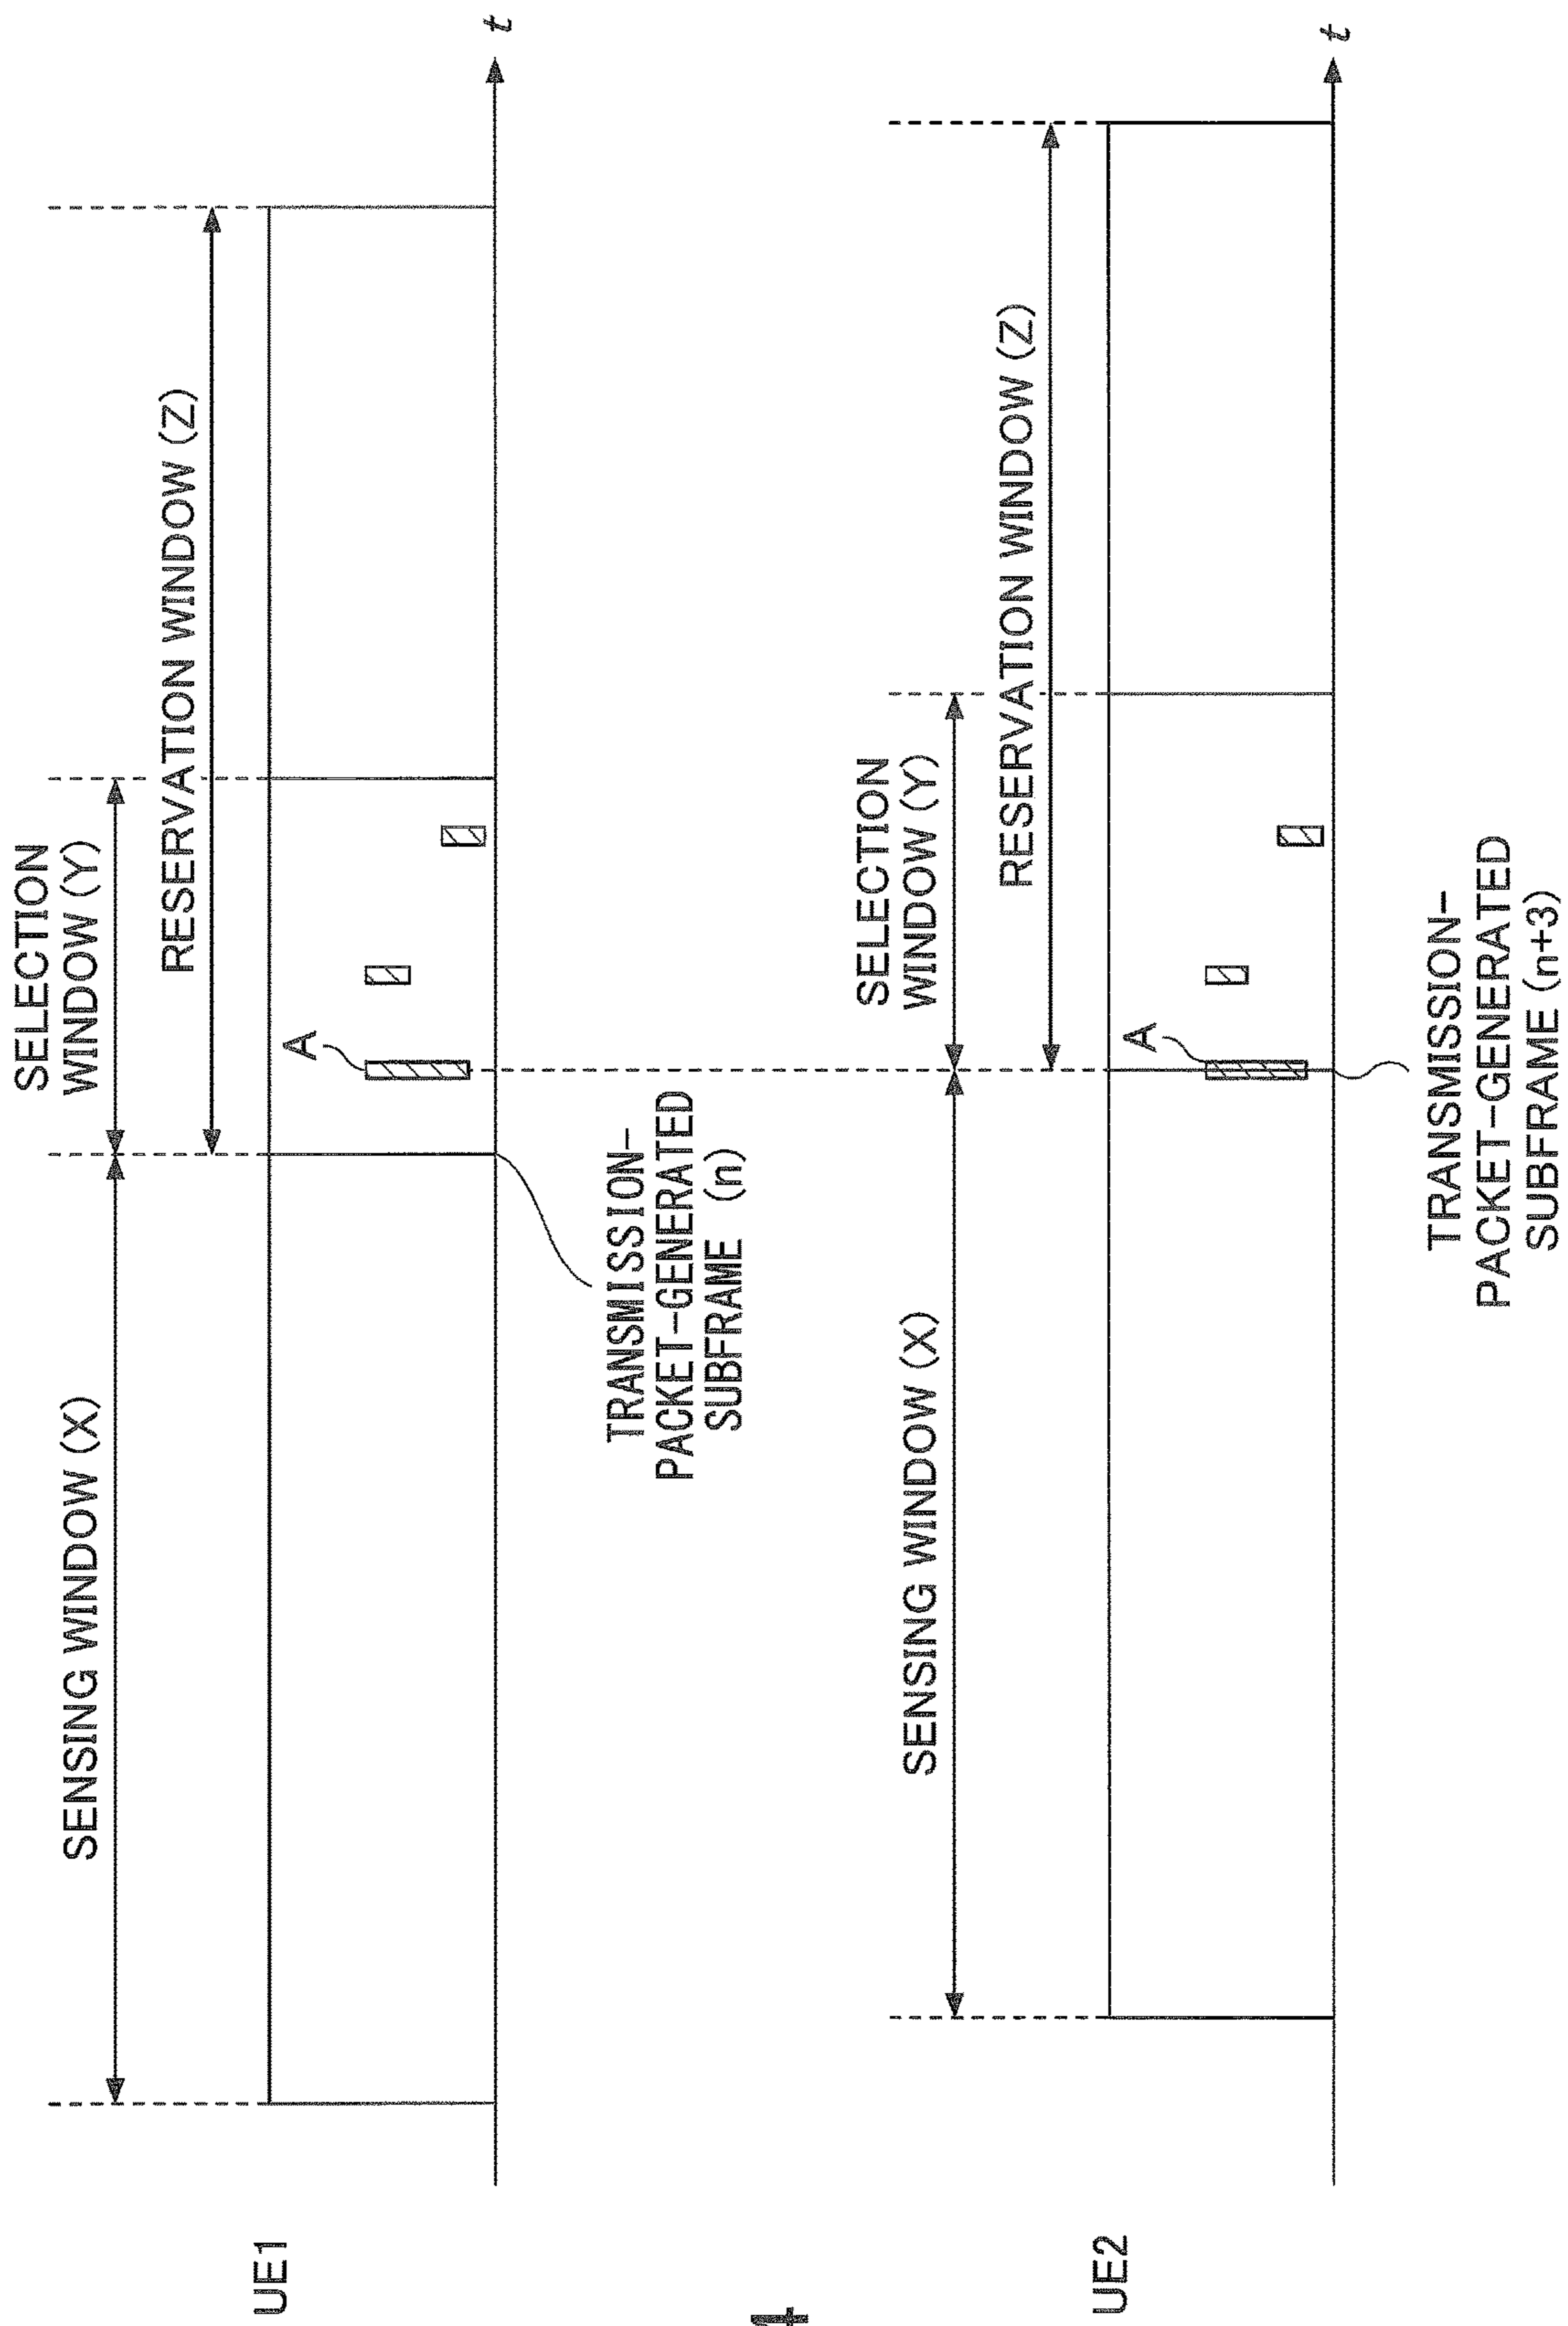 UE1
SENSING WINDOW (X)
SELECTION
WINDOW (Y)
RESERVATION WINDOW (Z)
A
t
TRANSMISSION-
PACKET-GENERATED
SUBFRAME (n)
UE2
SENSING WINDOW (X)
SELECTION
WINDOW (Y)
RESERVATION WINDOW (Z)
A
t
TRANSMISSION-
PACKET-GENERATED
SUBFRAME (n+3)